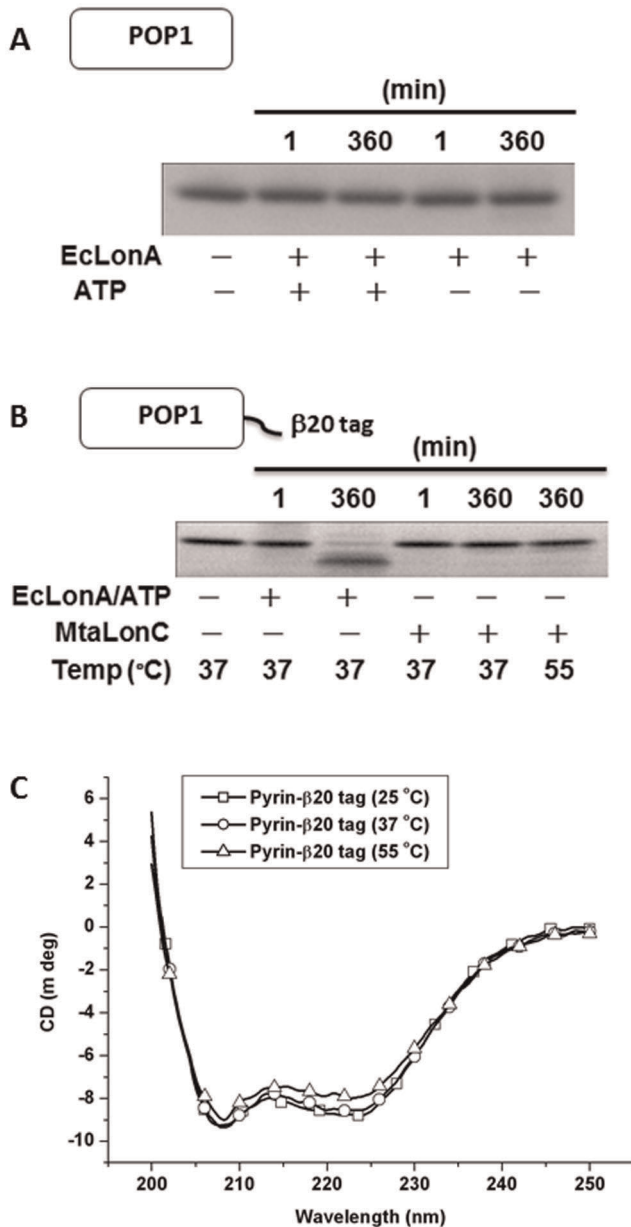 A
POP1
(min)
1 360 1 360
EcLonA − + + + +
ATP − + + − −
B
POP1
β20 tag
(min)
1 360 1 360 360
EcLonA/ATP − + + − − −
MtaLonC − − − + + +
Temp (°C) 37 37 37 37 37 55
C
Pyrin-β20 tag (25 °C)
Pyrin-β20 tag (37 °C)
Pyrin-β20 tag (55 °C)
6
4
2
0
-2
-4
-6
-8
-10
CD (m deg)
200 210 220 230 240 250
Wavelength (nm)